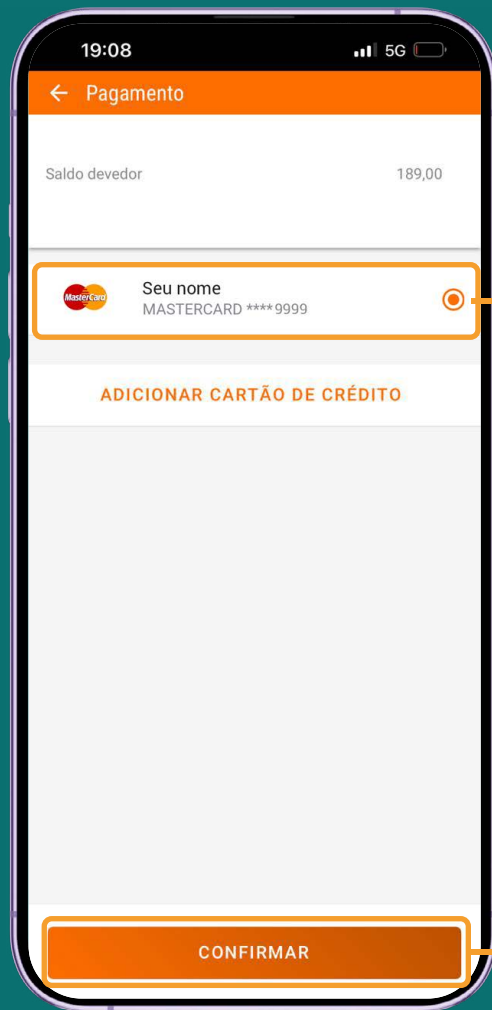 19:08
5G
Pagamento
Saldo devedor 189,00
MasterCard
Seu nome
MASTERCARD ****9999
ADICIONAR CARTÃO DE CRÉDITO
CONFIRMAR